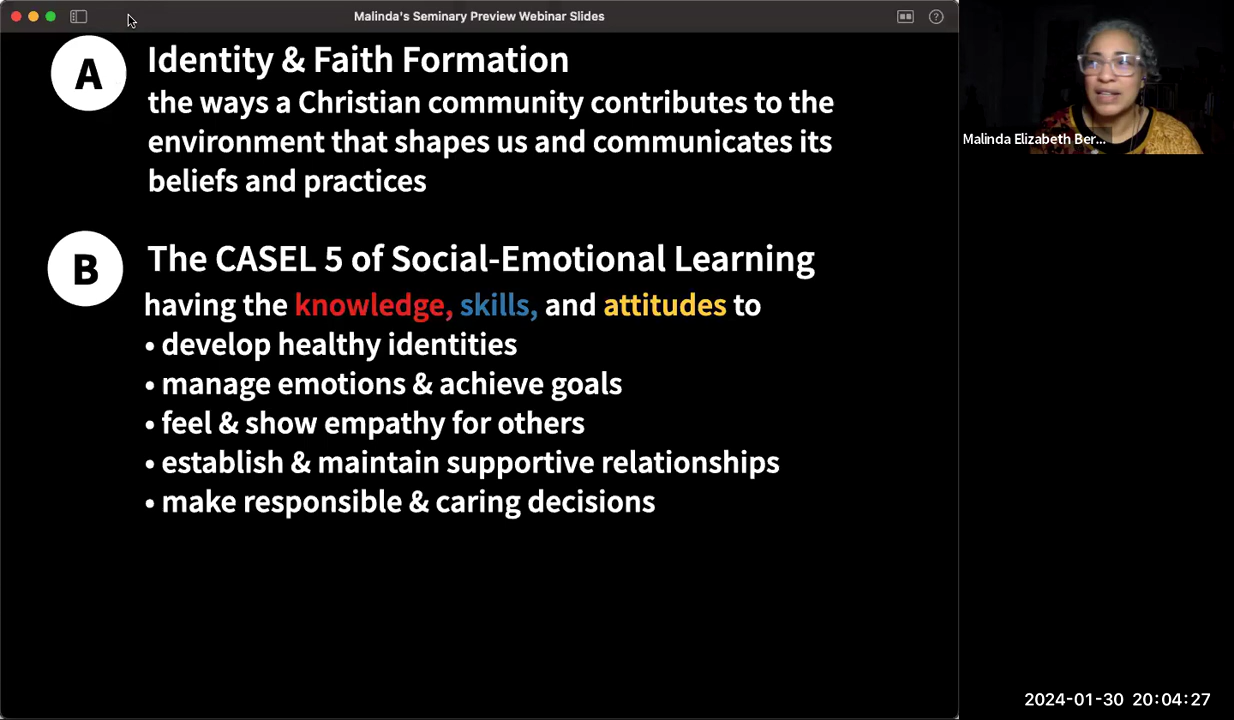 Malinda's Seminary Preview Webinar Slides
A
Identity & Faith Formation
the ways a Christian community contributes to the
environment that shapes us and communicates its
beliefs and practices
B
The CASEL 5 of Social-Emotional Learning
having the knowledge, skills, and attitudes to
• develop healthy identities
• manage emotions & achieve goals
• feel & show empathy for others
• establish & maintain supportive relationships
• make responsible & caring decisions
Malinda Elizabeth Ber...
2024-01-30 20:04:27